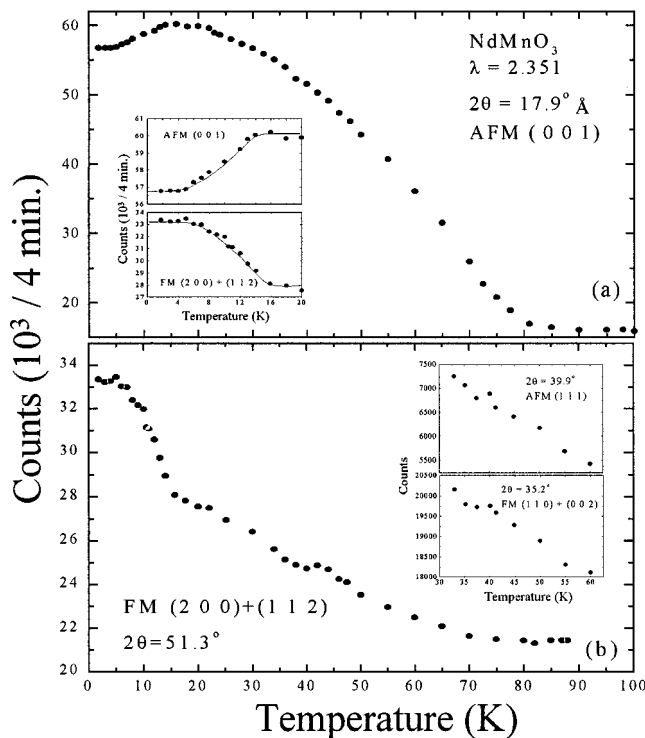 60
50
40
30
20
NdMnO₃
λ = 2.351
2θ = 17.9° Å
AFM (0 0 1)
(a)
61
60
59
58
57
56
AFM (0 0 1)
33
32
31
30
29
28
FM (2 0 0) + (1 1 2)
0 4 8 12 16 20
Temperature (K)
Counts (10³ / 4 min.)
34
32
30
28
26
24
22
20
FM (2 0 0)+(1 1 2)
2θ=51.3°
(b)
7500
6500
5500
2θ = 39.9°
AFM (1 1 1)
20500
20000
19500
19000
18500
18000
2θ = 35.2°
FM (1 1 0) + (0 0 2)
30 35 40 45 50 55 60
Temperature (K)
Counts
0 10 20 30 40 50 60 70 80 90 100
Temperature (K)
Counts (10³ / 4 min.)